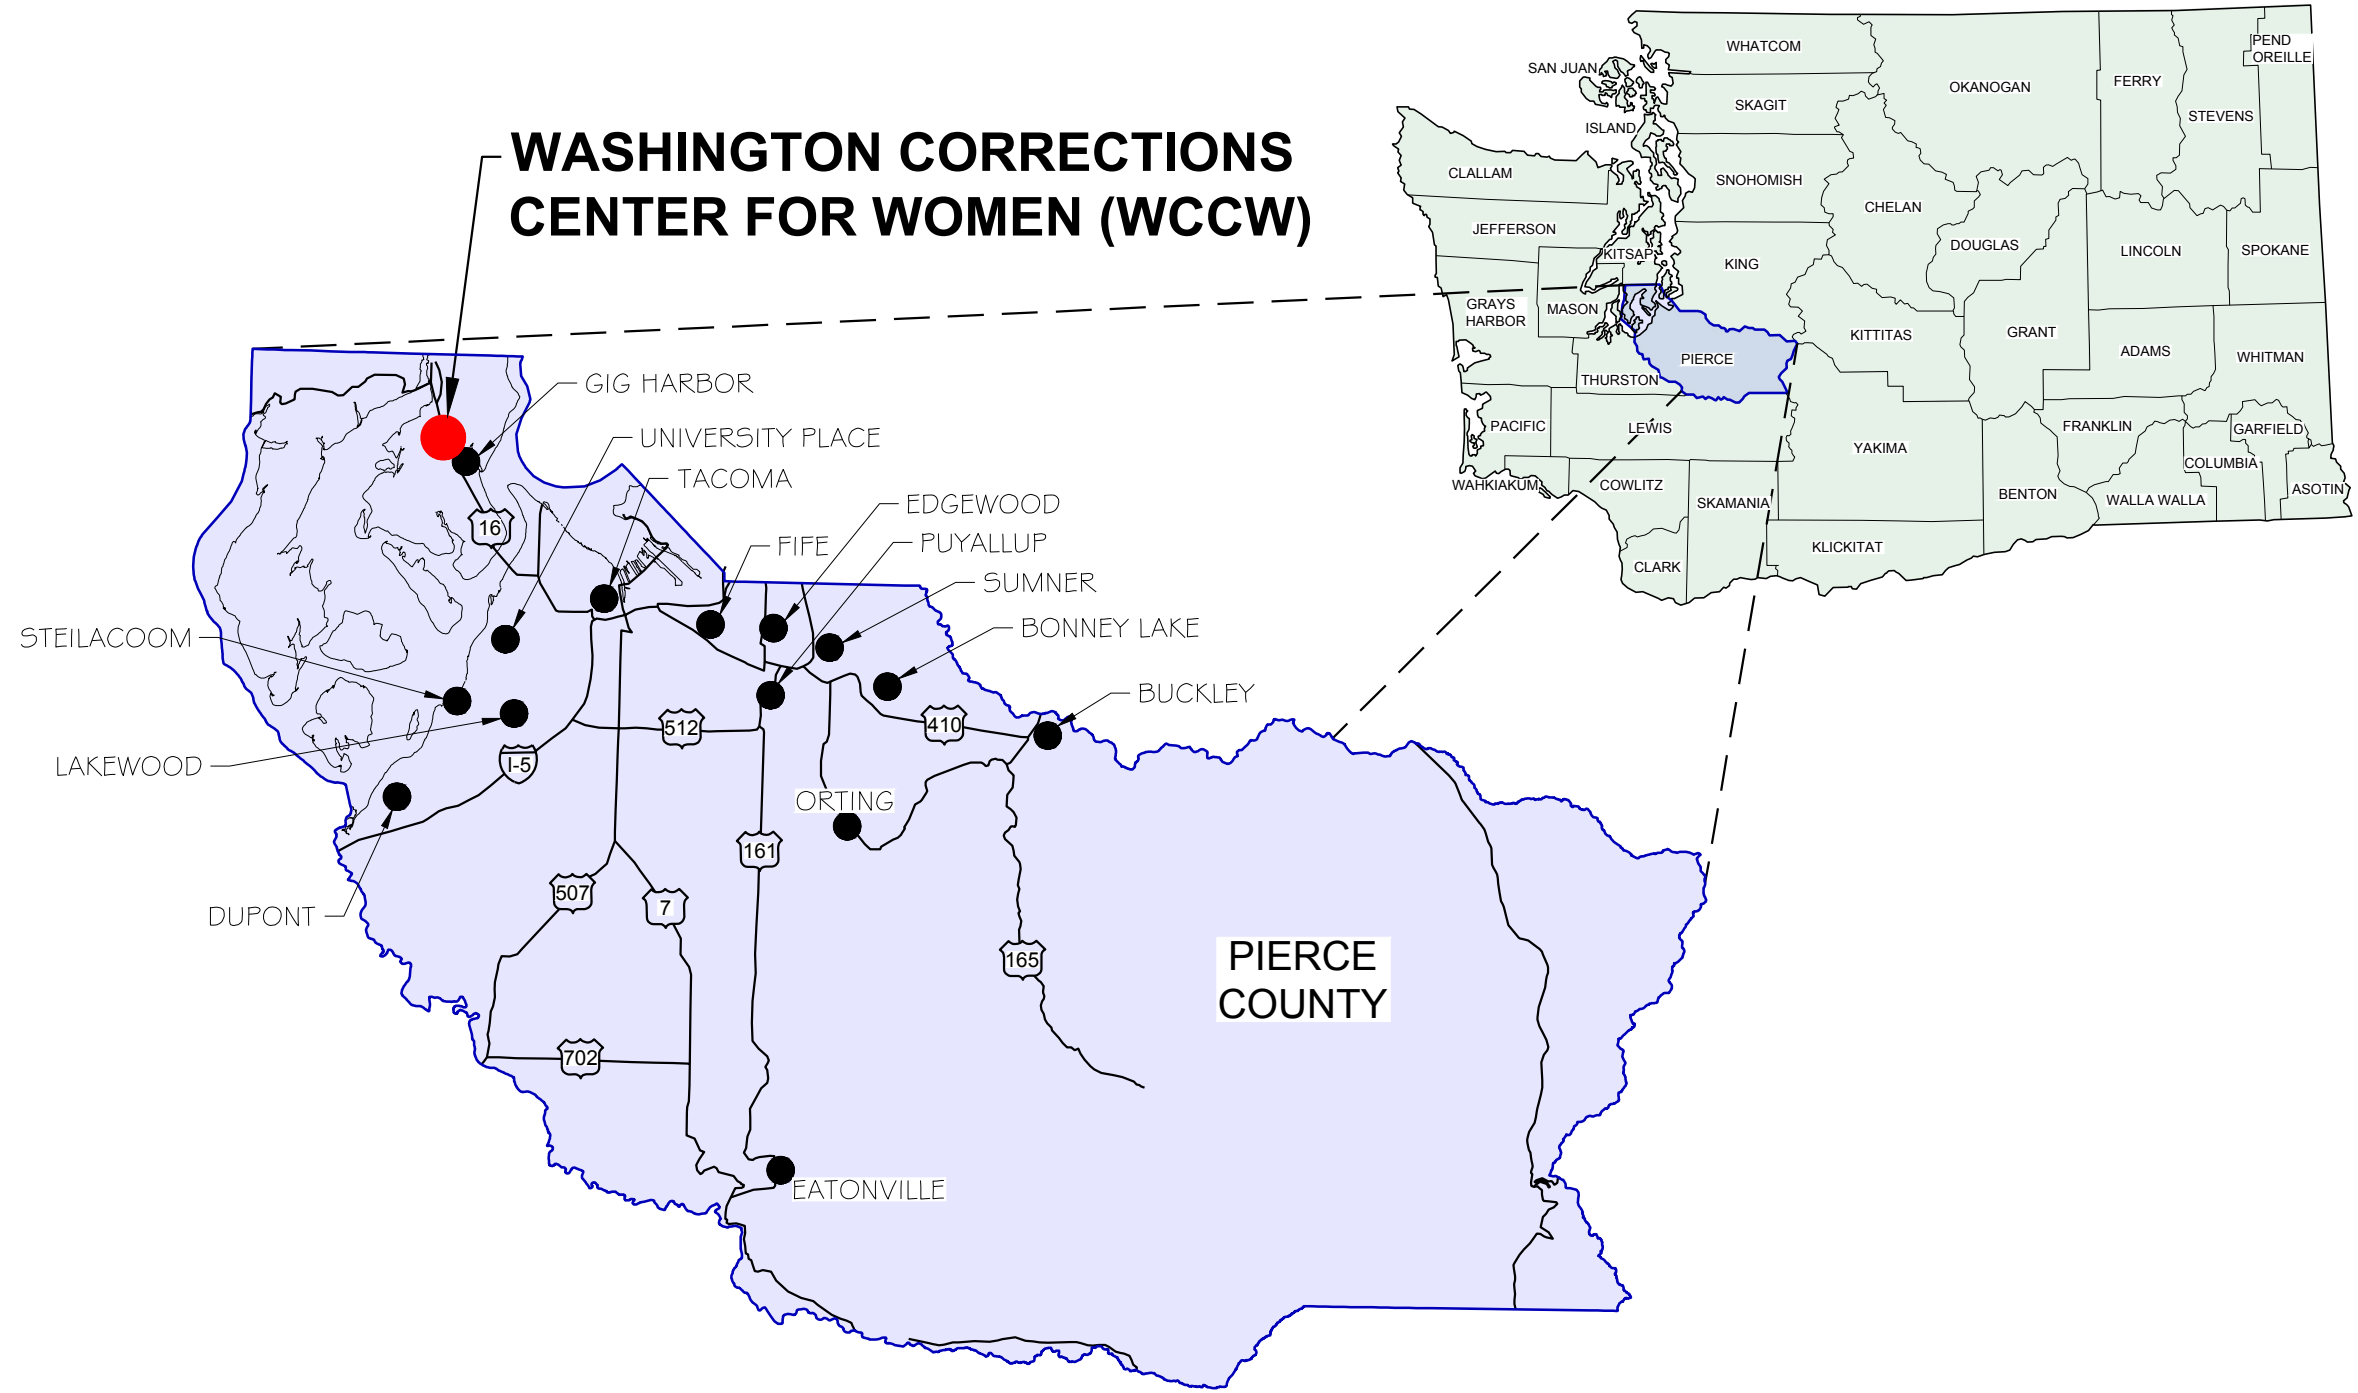 WASHINGTON CORRECTIONS
CENTER FOR WOMEN (WCCW)
GIG HARBOR
UNIVERSITY PLACE
TACOMA
EDGEWOOD
PUYALLUP
FIFE
SUMNER
BONNEY LAKE
BUCKLEY
STEILACOOM
LAKEWOOD
DUPONT
ORTING
EATONVILLE
16
I-5
512
410
161
507
7
165
702
PIERCE
COUNTY
WHATCOM
SAN JUAN
SKAGIT
ISLAND
OKANOGAN
FERRY
STEVENS
PEND
OREILLE
CLALLAM
SNOHOMISH
CHELAN
JEFFERSON
KITSAP
KING
DOUGLAS
LINCOLN
SPOKANE
GRAYS
HARBOR
MASON
KITTITAS
GRANT
ADAMS
WHITMAN
PIERCE
THURSTON
PACIFIC
LEWIS
YAKIMA
FRANKLIN
GARFIELD
COLUMBIA
WAHKIAKUM
COWLITZ
SKAMANIA
BENTON
WALLA WALLA
ASOTIN
CLARK
KLICKITAT